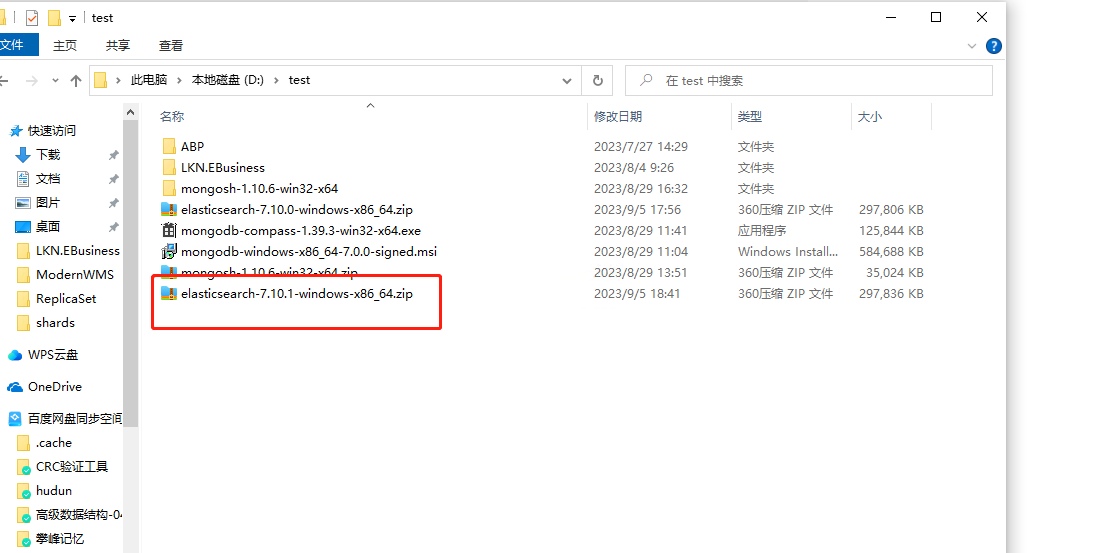 test
文件 主页 共享 查看
此电脑 本地磁盘 (D:) test 在 test 中搜索
名称 修改日期 类型 大小
ABP 2023/7/27 14:29 文件夹
LKN.EBusiness 2023/8/4 9:26 文件夹
mongosh-1.10.6-win32-x64 2023/8/29 16:32 文件夹
elasticsearch-7.10.0-windows-x86_64.zip 2023/9/5 17:56 360压缩 ZIP 文件 297,806 KB
mongodb-compass-1.39.3-win32-x64.exe 2023/8/29 11:41 应用程序 125,844 KB
mongodb-windows-x86_64-7.0.0-signed.msi 2023/8/29 11:04 Windows Install... 584,688 KB
mongosh-1.10.6-win32-x64.zip 2023/8/29 13:51 360压缩 ZIP 文件 35,024 KB
elasticsearch-7.10.1-windows-x86_64.zip 2023/9/5 18:41 360压缩 ZIP 文件 297,836 KB
快速访问
下载
文档
图片
桌面
LKN.EBusiness
ModernWMS
ReplicaSet
shards
WPS云盘
OneDrive
百度网盘同步空间
.cache
CRC验证工具
hudun
高级数据结构-04
攀峰记忆